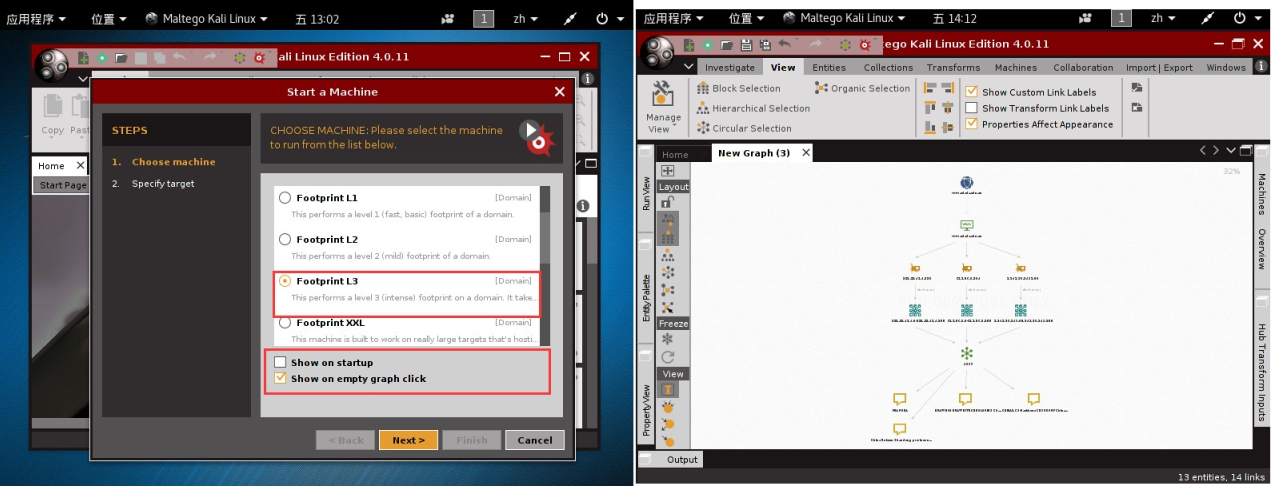 应用程序 ▾ 位置 ▾ Maltego Kali Linux ▾ 五 13:02 1 zh ▾
ali Linux Edition 4.0.11
Start a Machine
Copy
Home
Start Page
STEPS
1. Choose machine
2. Specify target
CHOOSE MACHINE: Please select the machine
to run from the list below.
Footprint L1 [Domain]
This performs a level 1 (fast, basic) footprint of a domain.
Footprint L2 [Domain]
This performs a level 2 (mild) footprint of a domain.
Footprint L3 [Domain]
This performs a level 3 (intense) footprint on a domain. It take...
Footprint XXL [Domain]
This machine is built to work on really large targets that's hosti...
Show on startup
Show on empty graph click
< Back Next > Finish Cancel
应用程序 ▾ 位置 ▾ Maltego Kali Linux ▾ 五 14:12 1 zh ▾
tego Kali Linux Edition 4.0.11
Investigate View Entities Collections Transforms Machines Collaboration Import | Export Windows
Manage
View
Block Selection
Hierarchical Selection
Circular Selection
Organic Selection
Show Custom Link Labels
Show Transform Link Labels
Properties Affect Appearance
Home New Graph (3)
32%
Layout
Freeze
View
Run View
Entity Palette
Property View
Machines
Overview
Hub Transform Inputs
Output
13 entities, 14 links